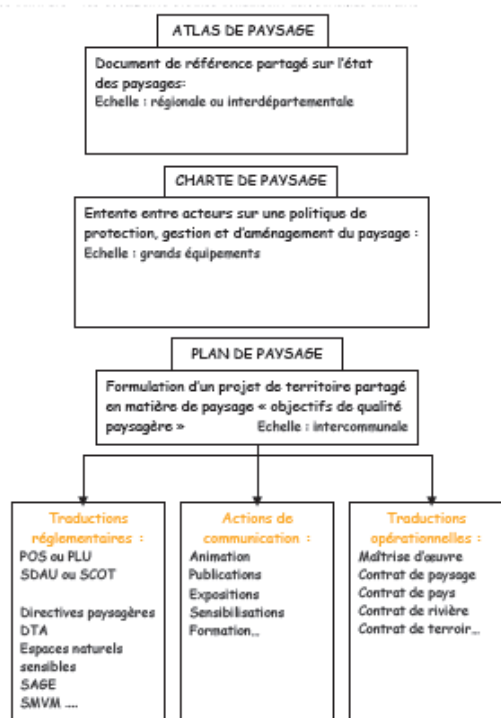 ATLAS DE PAYSAGE
Document de référence partagé sur l'état
des paysages:
Echelle : régionale ou interdépartementale
CHARTE DE PAYSAGE
Entente entre acteurs sur une politique de
protection, gestion et d'aménagement du paysage :
Echelle : grands équipements
PLAN DE PAYSAGE
Formulation d'un projet de territoire partagé
en matière de paysage « objectifs de qualité
paysagère » Echelle : intercommunale
Traductions
réglementaires :
POS ou PLU
SDAU ou SCOT
Directives paysagères
DTA
Espaces naturels
sensibles
SAGE
SMVM ....
Actions de
communication :
Animation
Publications
Expositions
Sensibilisations
Formation...
Traductions
opérationnelles :
Maîtrise d'œuvre
Contrat de paysage
Contrat de pays
Contrat de rivière
Contrat de terroir...